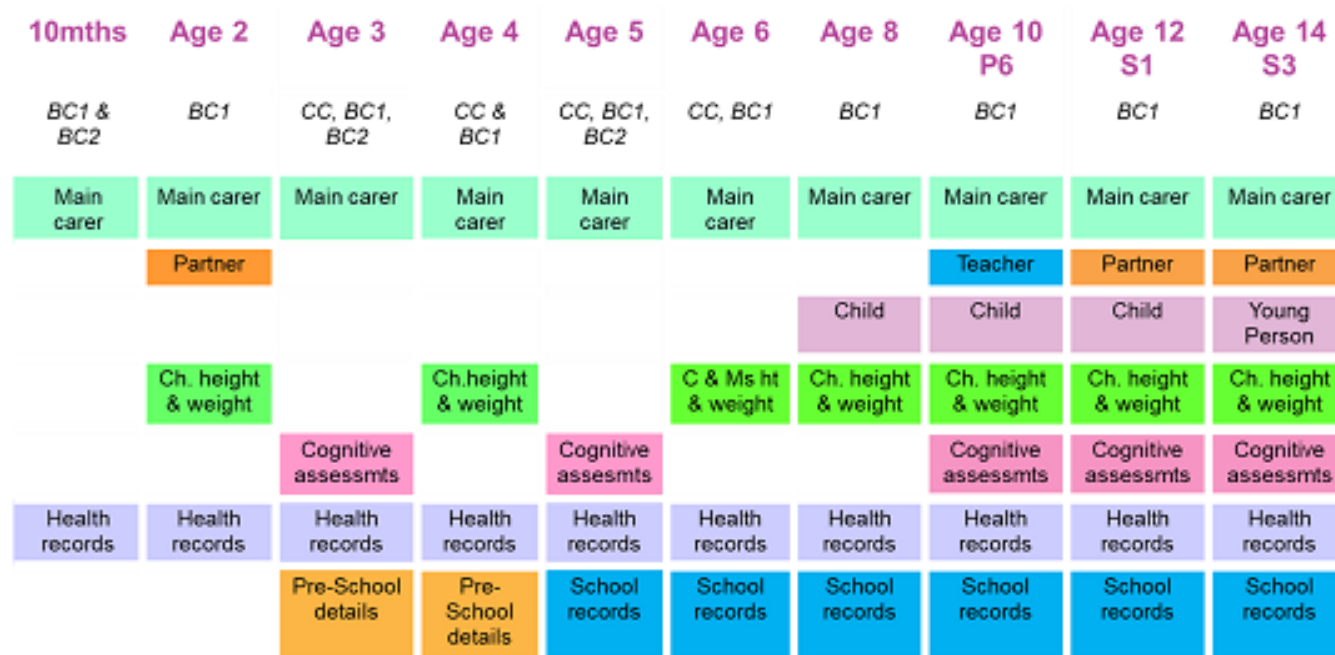 10mths Age 2 Age 3 Age 4 Age 5 Age 6 Age 8 Age 10 Age 12 Age 14
P6 S1 S3
BC1 & BC1 CC, BC1, CC & CC, BC1, CC, BC1 BC1 BC1 BC1 BC1
BC2 BC2 BC1 BC2
Main Main carer Main carer Main Main Main Main carer Main carer Main carer Main carer
carer carer carer carer
Partner Teacher Partner Partner
Child Child Child Young
Person
Ch. height Ch.height C & Ms ht Ch. height Ch. height Ch. height Ch. height
& weight & weight & weight & weight & weight & weight & weight
Cognitive Cognitive Cognitive Cognitive Cognitive
assessmts assesmts assessmts assessmts assessmts
Health Health Health Health Health Health Health Health Health Health
records records records records records records records records records records
Pre-School Pre- School School School School School School
details School records records records records records records
details